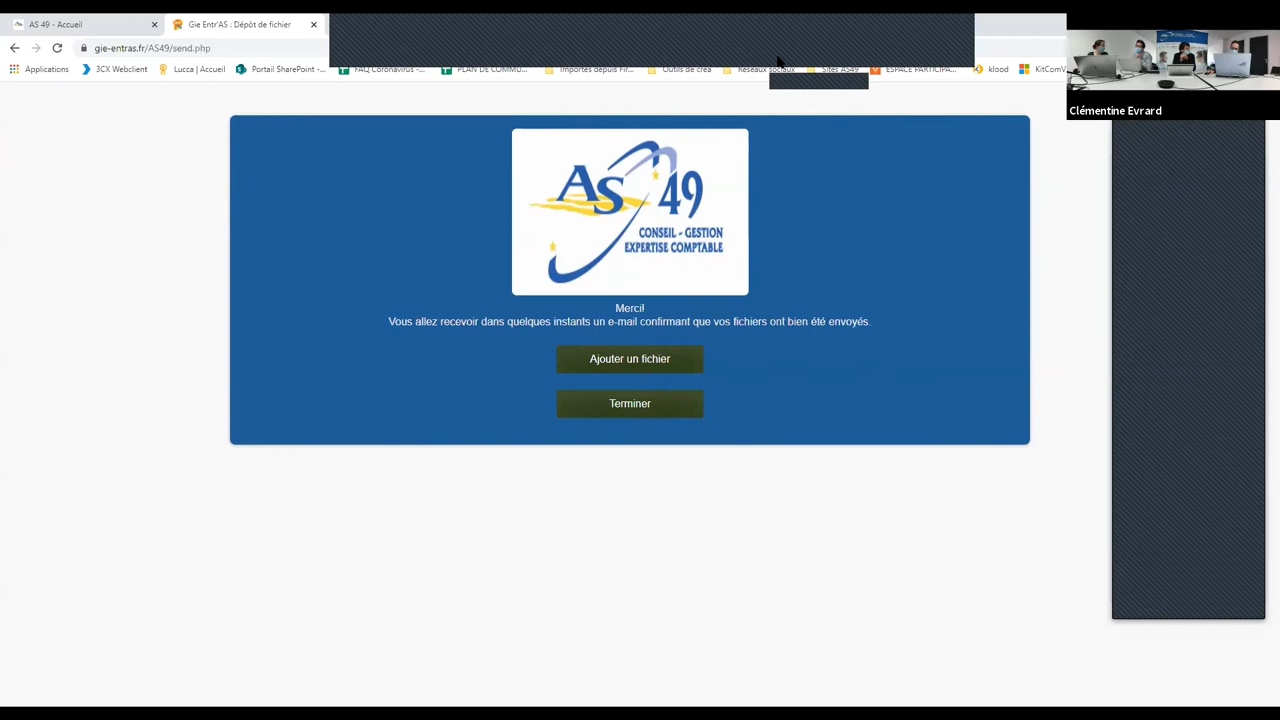 AS 49 - Accueil
Gie Entr'AS : Dépôt de fichier
gie-entras.fr/AS49/send.php
Applications
3CX Webclient
Lucca | Accueil
Portail SharePoint -...
FAQ Coronavirus -...
PLAN DE COMMU...
Importés depuis Fir...
Outils de créa
Réseaux sociaux
Sites AS49
ESPACE PARTICIPA...
klood
KitComV
Clémentine Evrard
AS 49
CONSEIL - GESTION
EXPERTISE COMPTABLE
Merci!
Vous allez recevoir dans quelques instants un e-mail confirmant que vos fichiers ont bien été envoyés.
Ajouter un fichier
Terminer